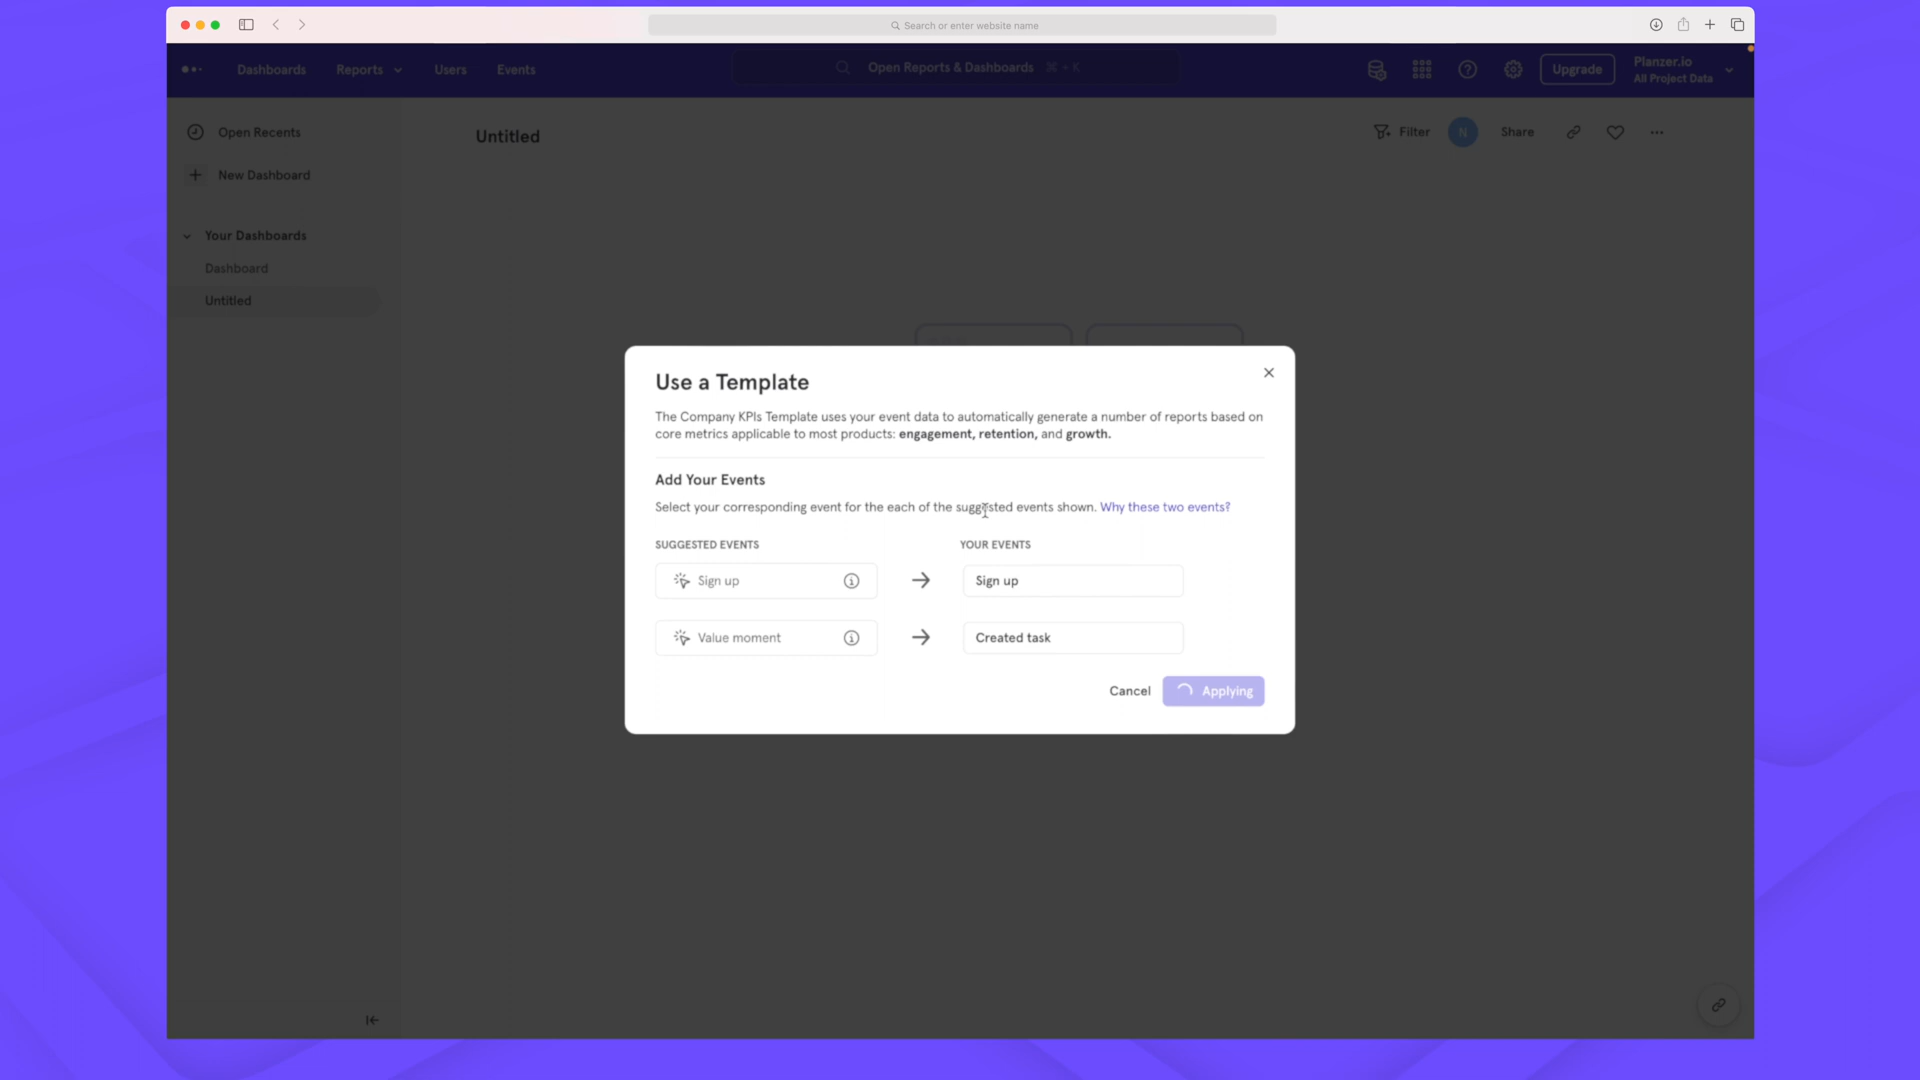 Search or enter website name
Dashboards Reports Users Events Open Reports & Dashboards ⌘ + K Upgrade Planzer.io
All Project Data
Open Recents
Untitled
Filter N Share
New Dashboard
Your Dashboards
Dashboard
Untitled
Use a Template
The Company KPIs Template uses your event data to automatically generate a number of reports based on
core metrics applicable to most products: engagement, retention, and growth.
Add Your Events
Select your corresponding event for the each of the suggested events shown. Why these two events?
SUGGESTED EVENTS YOUR EVENTS
Sign up Sign up
Value moment Created task
Cancel Applying